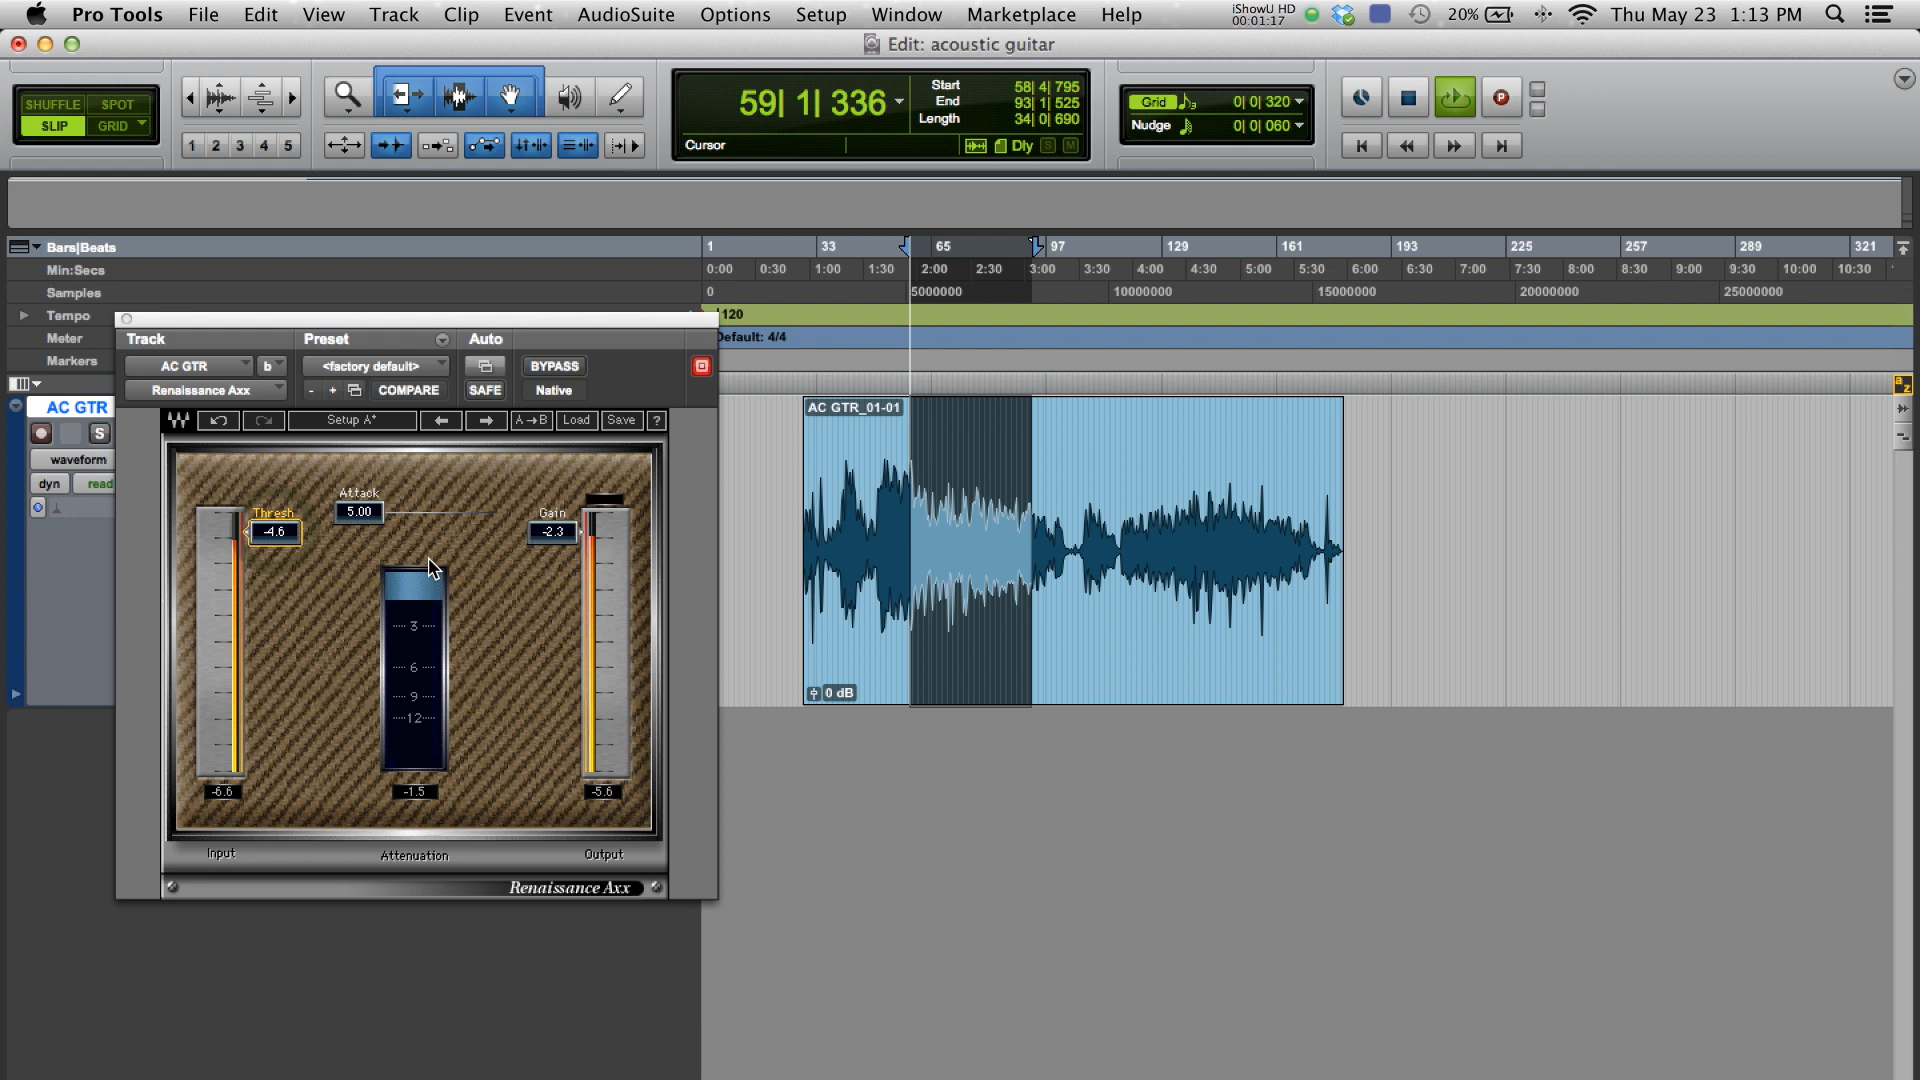 Pro Tools File Edit View Track Clip Event AudioSuite Options Setup Window Marketplace Help iShowU HD 00:01:17 20% Thu May 23 1:13 PM
Edit: acoustic guitar
SHUFFLE SPOT
SLIP GRID
1 2 3 4 5
59| 1| 336
Start 58| 4| 795
End 93| 1| 525
Length 34| 0| 690
Cursor Dly S M
Grid 0| 0| 320
Nudge 0| 0| 060
P
Bars|Beats 1 33 65 97 129 161 193 225 257 289 321
Min:Secs 0:00 0:30 1:00 1:30 2:00 2:30 3:00 3:30 4:00 4:30 5:00 5:30 6:00 6:30 7:00 7:30 8:00 8:30 9:00 9:30 10:00 10:30
Samples 0 5000000 10000000 15000000 20000000 25000000
Tempo 120
Meter Default: 4/4
Markers
Track Preset Auto
AC GTR b <factory default> BYPASS
Renaissance Axx - + COMPARE SAFE Native
a z
AC GTR
S
waveform
dyn read
Setup A* A→B Load Save ?
AC GTR_01-01
0 dB
Attack
5.00
Thresh
-4.6
Gain
-2.3
3
6
9
12
-6.6 -1.5 -5.6
Input Attenuation Output
Renaissance Axx